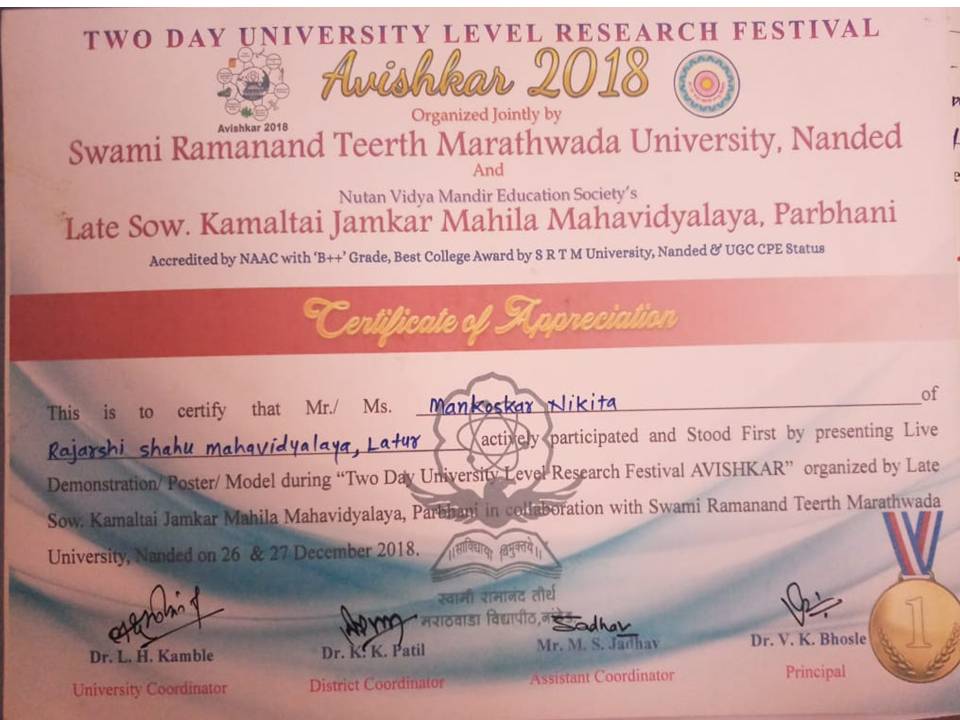 TWO DAY UNIVERSITY LEVEL RESEARCH FESTIVAL
Avishkar 2018
Avishkar 2018
Organized Jointly by
Swami Ramanand Teerth Marathwada University, Nanded
And
Nutan Vidya Mandir Education Society's
Late Sow. Kamaltai Jamkar Mahila Mahavidyalaya, Parbhani
Accredited by NAAC with 'B++' Grade, Best College Award by S R T M University, Nanded & UGC CPE Status
Certificate of Appreciation
This is to certify that Mr./ Ms. Mankoskar Nikita of
Rajarshi shahu mahavidyalaya, Latur actively participated and Stood First by presenting Live
Demonstration/ Poster/ Model during "Two Day University Level Research Festival AVISHKAR" organized by Late
Sow. Kamaltai Jamkar Mahila Mahavidyalaya, Parbhani in collaboration with Swami Ramanand Teerth Marathwada
University, Nanded on 26 & 27 December 2018.
॥सा विद्या या विमुक्तये॥
स्वामी रामानंद तीर्थ
मराठवाडा विद्यापीठ, नांदेड
Sadhav
1
Dr. L. H. Kamble
Dr. K. K. Patil
Mr. M. S. Jadhav
Dr. V. K. Bhosle
University Coordinator
District Coordinator
Assistant Coordinator
Principal